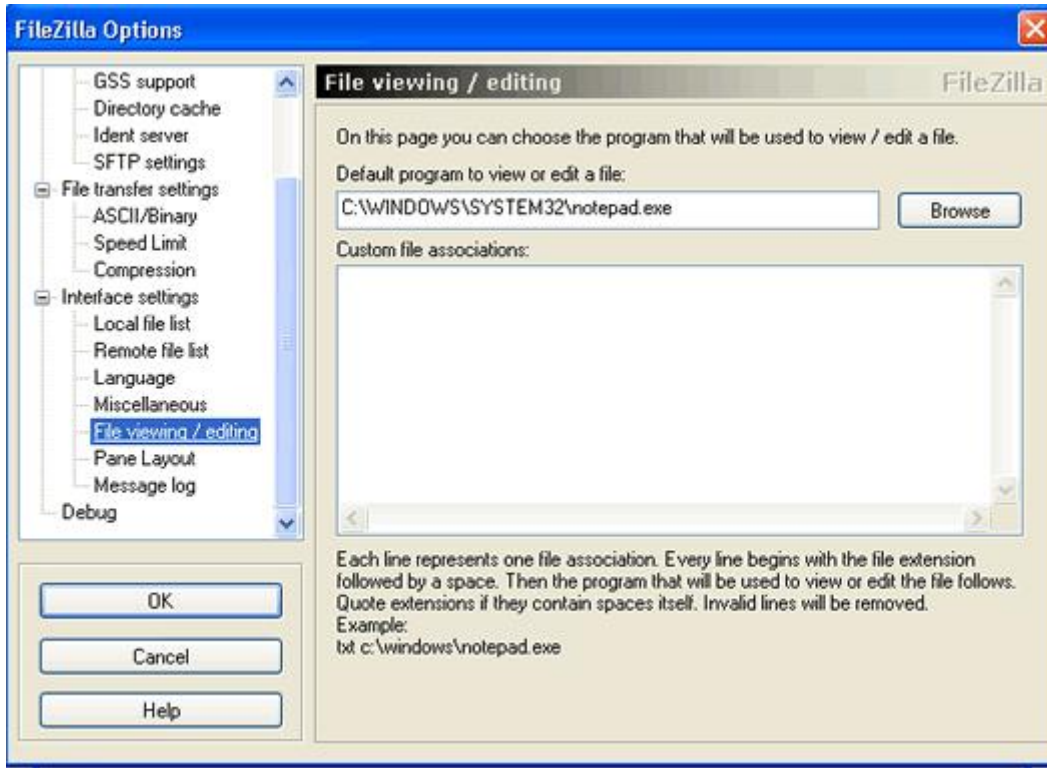 FileZilla Options
GSS support
Directory cache
Ident server
SFTP settings
File transfer settings
ASCII/Binary
Speed Limit
Compression
Interface settings
Local file list
Remote file list
Language
Miscellaneous
File viewing / editing
Pane Layout
Message log
Debug
OK
Cancel
Help
File viewing / editing
FileZilla
On this page you can choose the program that will be used to view / edit a file.
Default program to view or edit a file:
C:\WINDOWS\SYSTEM32\notepad.exe
Browse
Custom file associations:
Each line represents one file association. Every line begins with the file extension
followed by a space. Then the program that will be used to view or edit the file follows.
Quote extensions if they contain spaces itself. Invalid lines will be removed.
Example:
txt c:\windows\notepad.exe